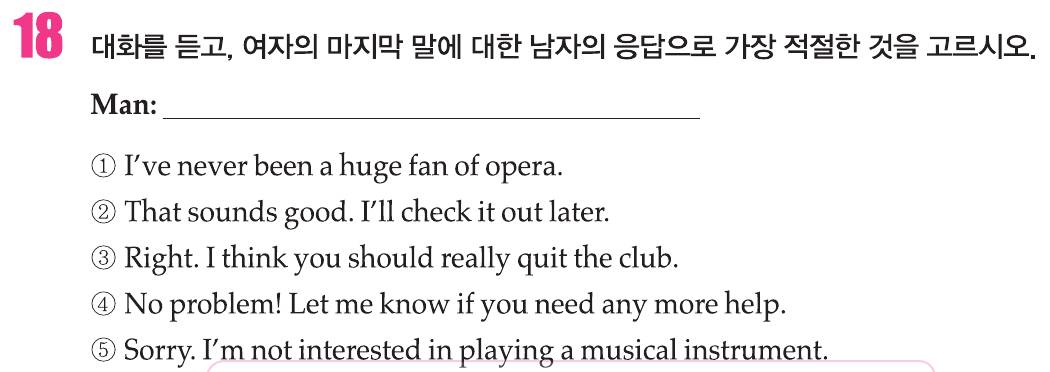 18 대화를 듣고, 여자의 마지막 말에 대한 남자의 응답으로 가장 적절한 것을 고르시오.
Man:
① I've never been a huge fan of opera.
② That sounds good. I'll check it out later.
③ Right. I think you should really quit the club.
④ No problem! Let me know if you need any more help.
⑤ Sorry. I'm not interested in playing a musical instrument.